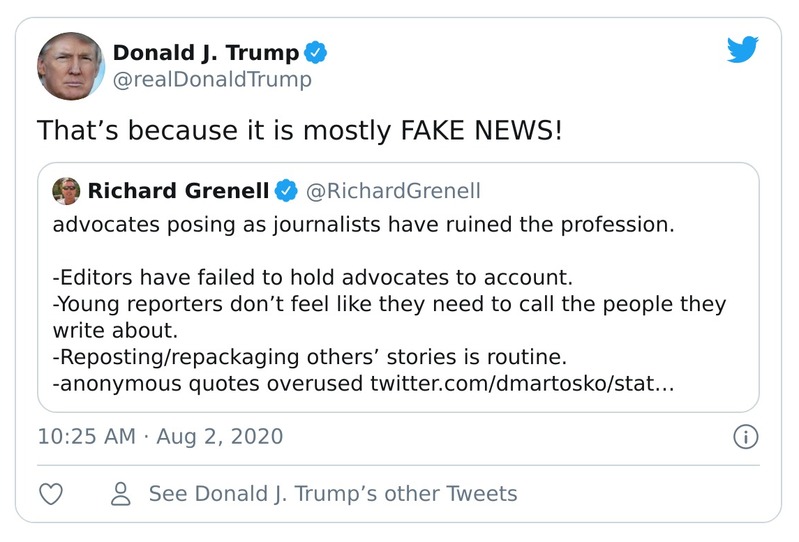 Donald J. Trump
@realDonaldTrump
That’s because it is mostly FAKE NEWS!
Richard Grenell @RichardGrenell
advocates posing as journalists have ruined the profession.
-Editors have failed to hold advocates to account.
-Young reporters don’t feel like they need to call the people they
write about.
-Reposting/repackaging others’ stories is routine.
-anonymous quotes overused twitter.com/dmartosko/stat…
10:25 AM · Aug 2, 2020
See Donald J. Trump’s other Tweets